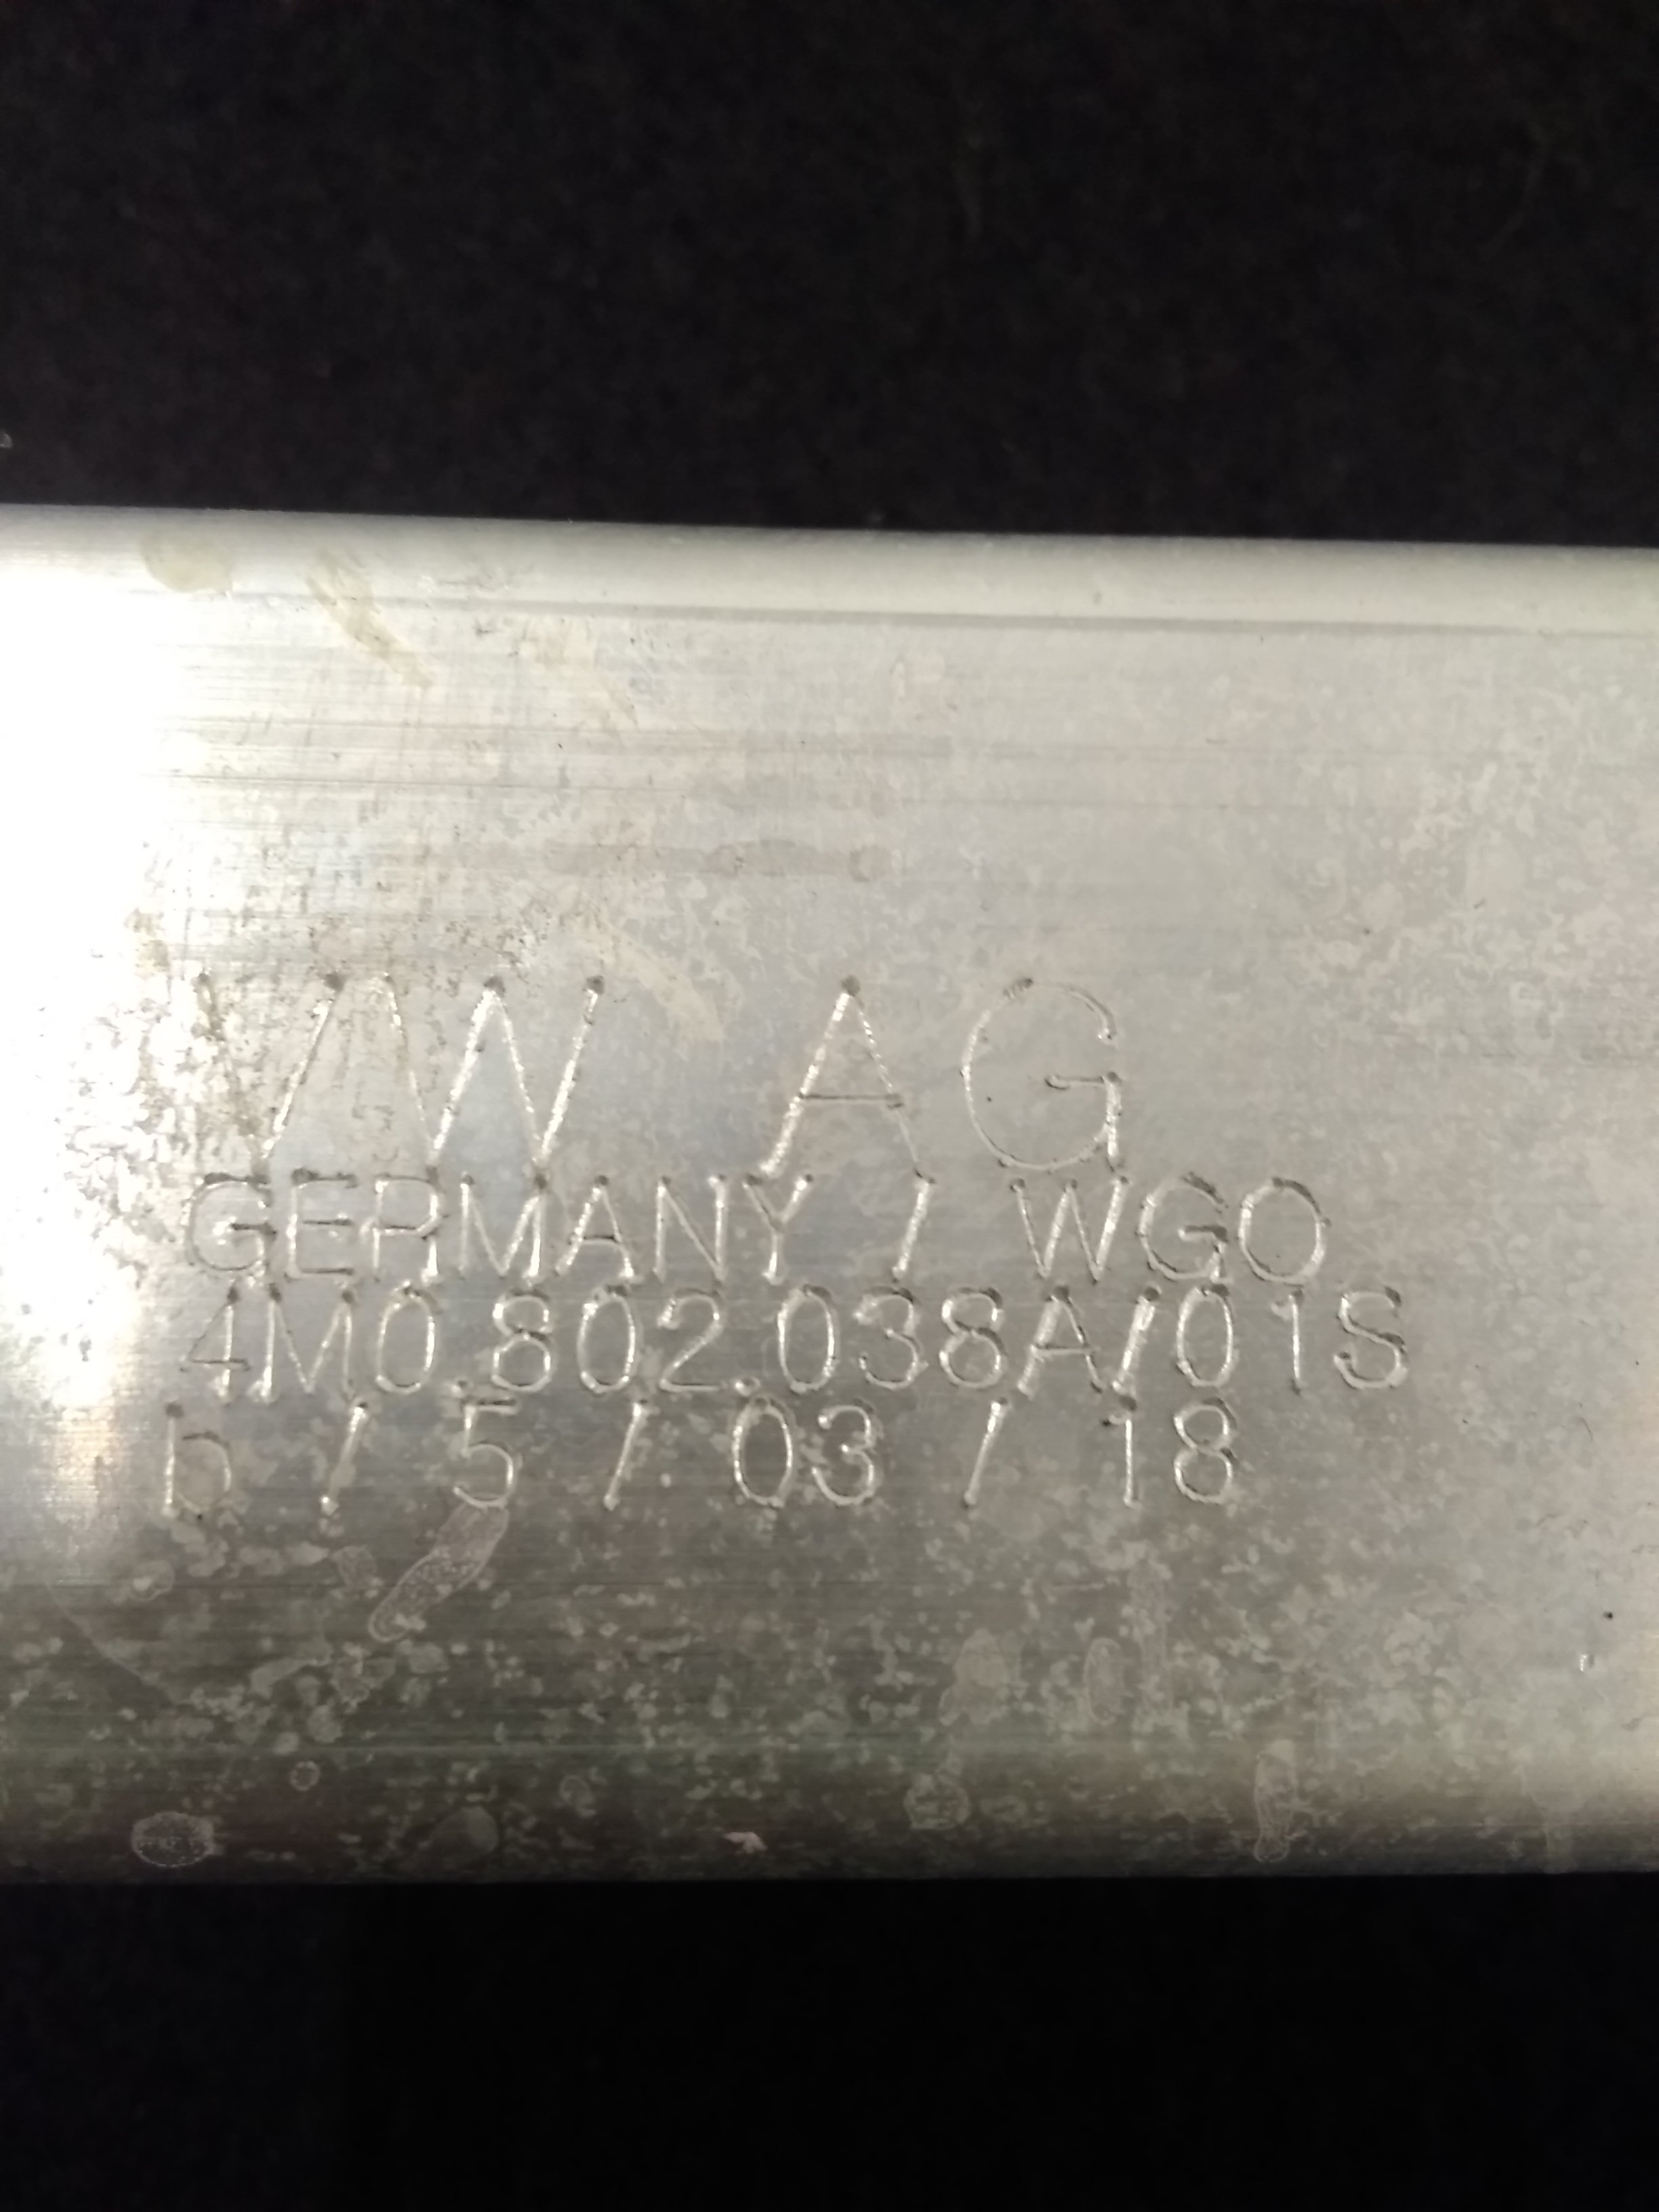 VW AG
GERMANY / WGO
4M0.802.038A/01S
b / 5 / 03 / 18